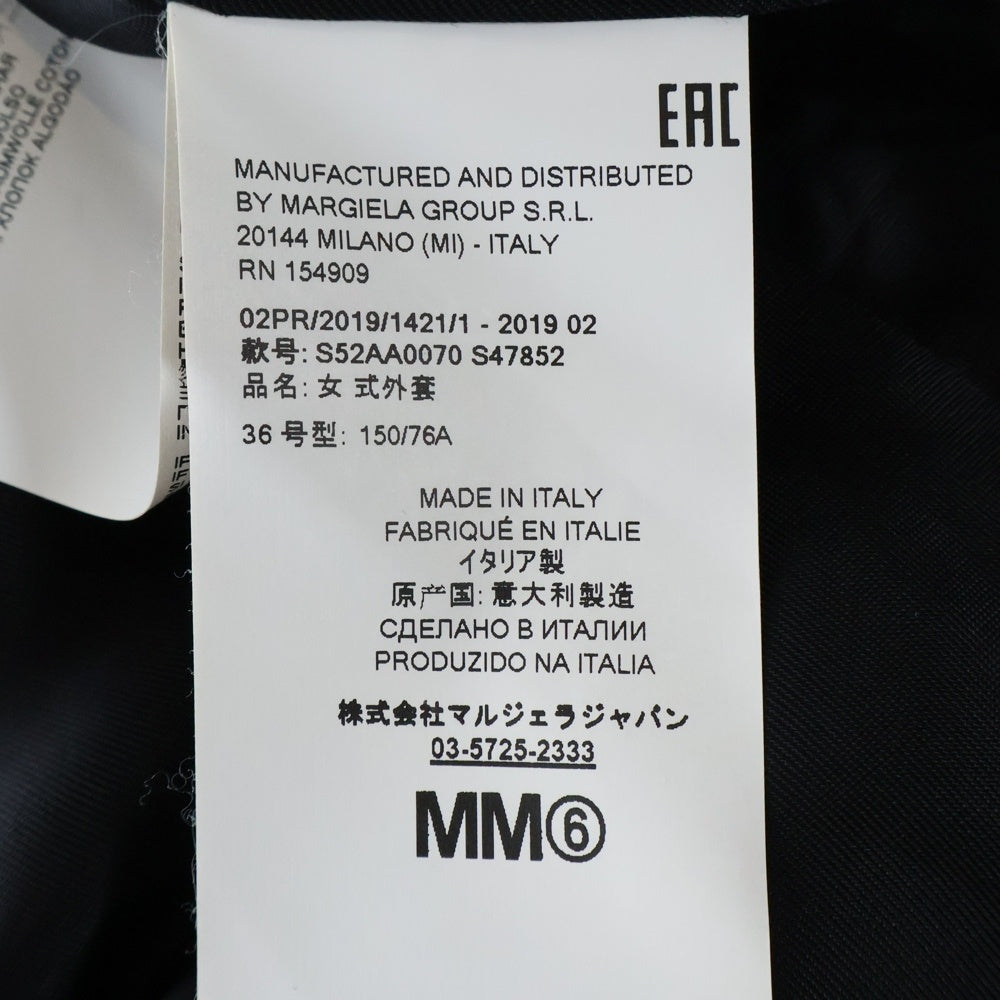 EAC
MANUFACTURED AND DISTRIBUTED
BY MARGIELA GROUP S.R.L.
20144 MILANO (MI) - ITALY
RN 154909
02PR/2019/1421/1 - 2019 02
款号: S52AA0070 S47852
品名: 女 式外套
36 号型: 150/76A
MADE IN ITALY
FABRIQUÉ EN ITALIE
イタリア製
原产国: 意大利製造
СДЕЛАНО В ИТАЛИИ
PRODUZIDO NA ITALIA
株式会社マルジェラジャパン
03-5725-2333
MM⑥
COTON
ALGODÃO